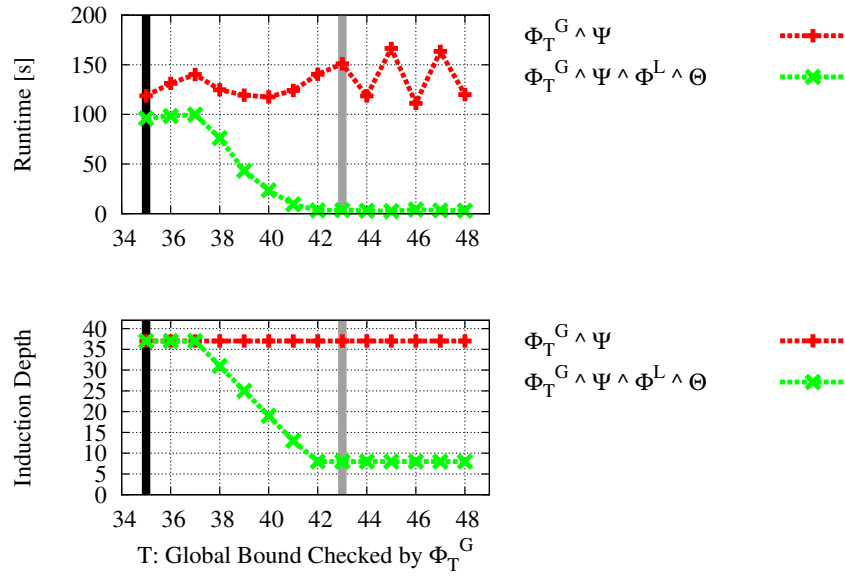 200
150
100
50
0
Runtime [s]
34 36 38 40 42 44 46 48
Φ_T^G ∧ Ψ
Φ_T^G ∧ Ψ ∧ Φ^L ∧ Θ
40
35
30
25
20
15
10
5
0
Induction Depth
34 36 38 40 42 44 46 48
T: Global Bound Checked by Φ_T^G
Φ_T^G ∧ Ψ
Φ_T^G ∧ Ψ ∧ Φ^L ∧ Θ